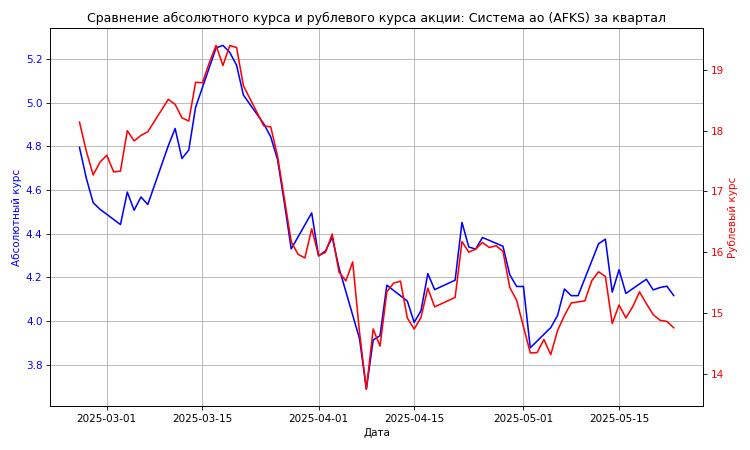 Сравнение абсолютного курса и рублевого курса акции: Система ао (AFKS) за квартал
Абсолютный курс
5.2
5.0
4.8
4.6
4.4
4.2
4.0
3.8
19
18
17
16
15
14
Рублевый курс
2025-03-01 2025-03-15 2025-04-01 2025-04-15 2025-05-01 2025-05-15
Дата